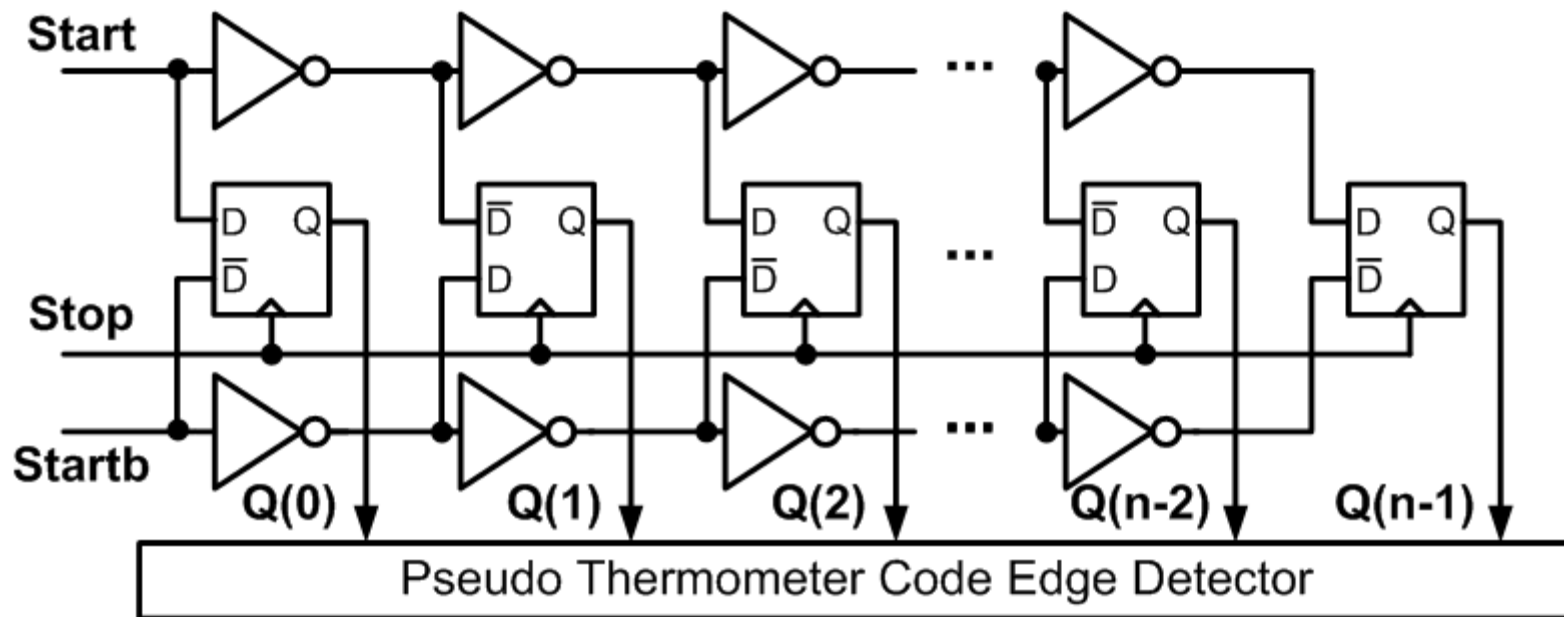 Start
...
D Q
D̅
D̅ Q
D
D Q
D̅
...
D̅ Q
D
D Q
D̅
Stop
Startb
...
Q(0) Q(1) Q(2) Q(n-2) Q(n-1)
Pseudo Thermometer Code Edge Detector